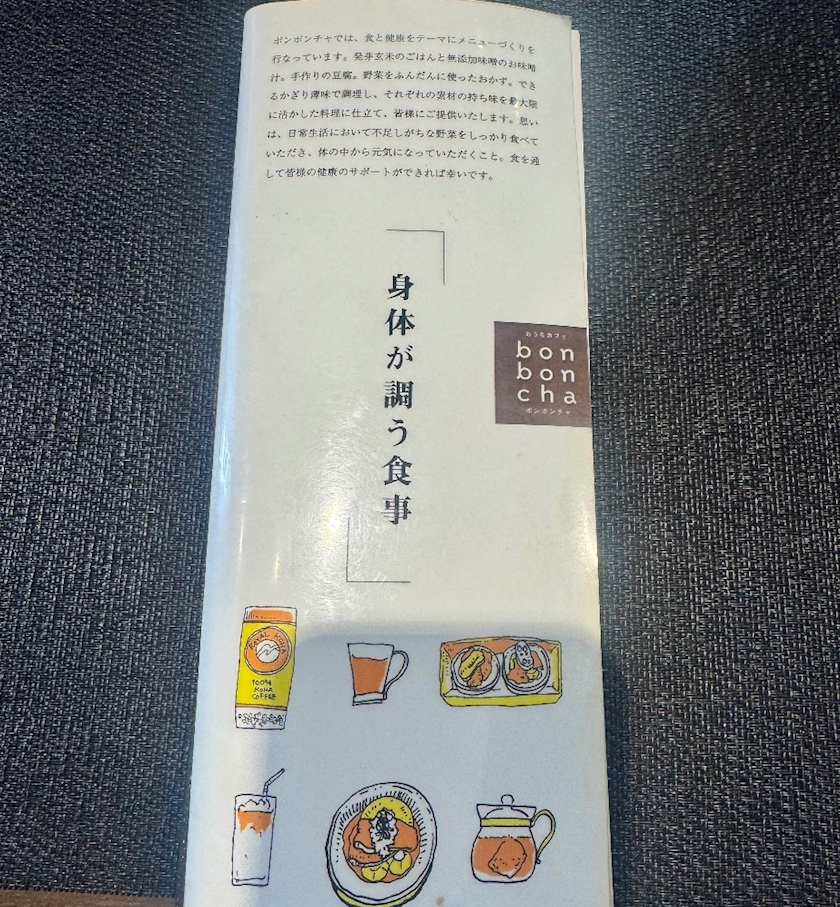 ボンボンチャでは、食と健康をテーマにメニューづくりを
行なっています。発芽玄米のごはんと無添加味噌のお味噌
汁。手作りの豆腐。野菜をふんだんに使ったおかず。でき
るかぎり薄味で調理し、それぞれの素材の持ち味を最大限
に活かした料理に仕立て、皆様にご提供いたします。思い
は、日常生活において不足しがちな野菜をしっかり食べて
いただき、体の中から元気になっていただくこと。食を通
して皆様の健康のサポートができれば幸いです。
身体が調う食事
おうちカフェ
bon
bon
cha
ボンボンチャ
ROYAL KONA
100%
KONA
COFFEE